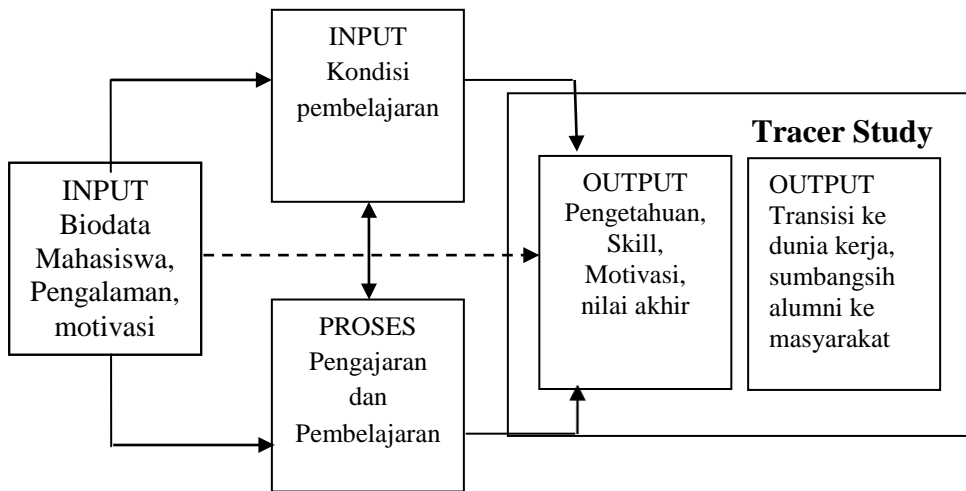 INPUT
Biodata
Mahasiswa,
Pengalaman,
motivasi
INPUT
Kondisi
pembelajaran
PROSES
Pengajaran
dan
Pembelajaran
Tracer Study
OUTPUT
Pengetahuan,
Skill,
Motivasi,
nilai akhir
OUTPUT
Transisi ke
dunia kerja,
sumbangsih
alumni ke
masyarakat